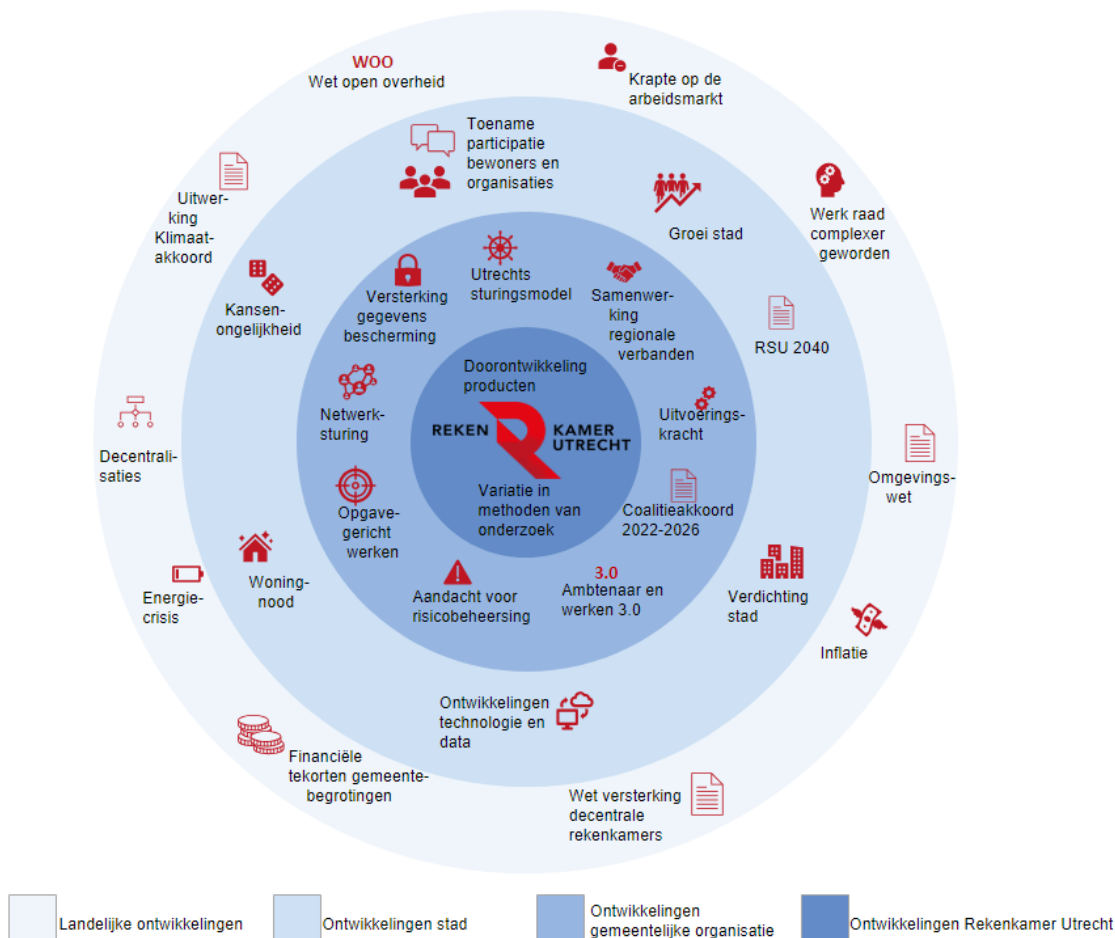 WOO
Wet open overheid
Krapte op de
arbeidsmarkt
Toename
participatie
bewoners en
organisaties
Uitwer-
king
Klimaat-
akkoord
Groei stad
Werk raad
complexer
geworden
Kansen-
ongelijkheid
Versterking
gegevens
bescherming
Utrechts
sturingsmodel
Samenwer-
king
regionale
verbanden
RSU 2040
Doorontwikkeling
producten
Netwerk-
sturing
REKEN
KAMER
UTRECHT
Uitvoerings-
kracht
Decentrali-
saties
Omgevings-
wet
Opgave-
gericht
werken
Variatie in
methoden van
onderzoek
Coalitieakkoord
2022-2026
Energie-
crisis
Woning-
nood
Aandacht voor
risicobeheersing
3.0
Ambtenaar en
werken 3.0
Verdichting
stad
Inflatie
Ontwikkelingen
technologie en
data
Financiële
tekorten gemeente-
begrotingen
Wet versterking
decentrale
rekenkamers
Landelijke ontwikkelingen
Ontwikkelingen stad
Ontwikkelingen
gemeentelijke organisatie
Ontwikkelingen Rekenkamer Utrecht